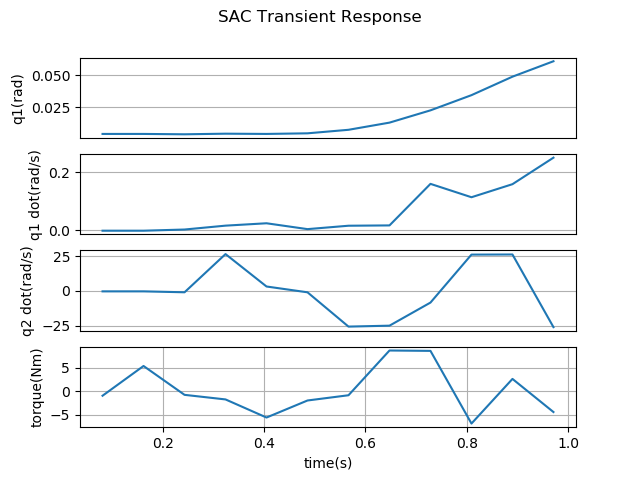 SAC Transient Response
q1(rad)
0.050
0.025
q1 dot(rad/s)
0.2
0.0
q2 dot(rad/s)
25
0
−25
torque(Nm)
5
0
−5
0.2 0.4 0.6 0.8 1.0
time(s)